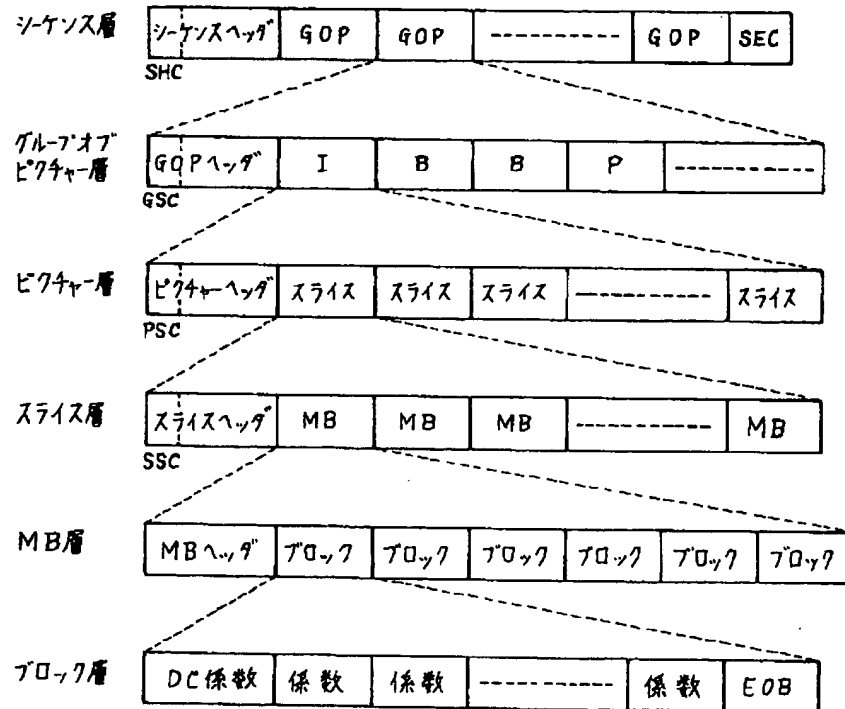 シーケンス層
シーケンスヘッダ GOP GOP GOP SEC
SHC
グループオブ
ピクチャー層
GOPヘッダ I B B P
GSC
ピクチャー層
ピクチャーヘッダ スライス スライス スライス スライス
PSC
スライス層
スライスヘッダ MB MB MB MB
SSC
MB層
MBヘッダ ブロック ブロック ブロック ブロック ブロック ブロック
ブロック層
DC係数 係数 係数 係数 EOB